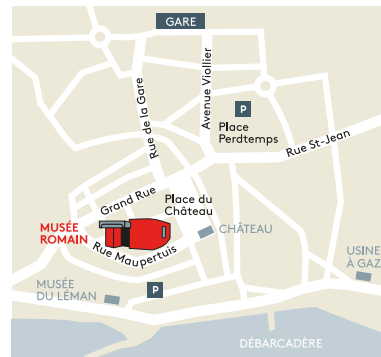 GARE
Rue de la Gare
Avenue Viollier
P
Place
Perdtemps
Rue St-Jean
Grand Rue
Place du
Château
MUSÉE
ROMAIN
Rue Maupertuis
CHÂTEAU
USINE
À GAZ
MUSÉE
DU LÉMAN
P
DÉBARCADÈRE